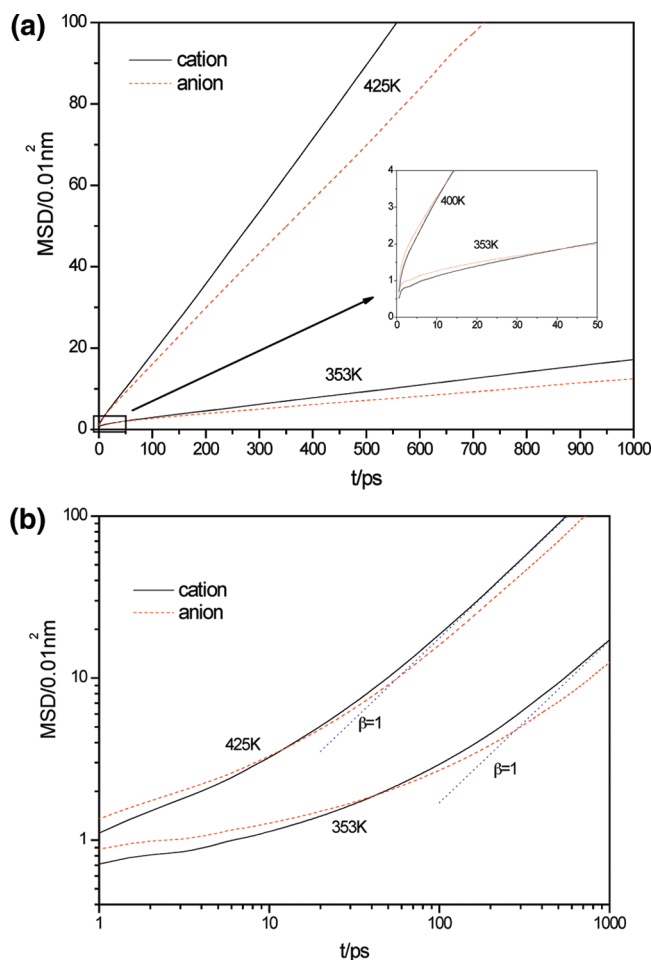 (a)
100
80
60
40
20
0
MSD/0.01nm²
cation
anion
425K
353K
4
3
2
1
0
400K
353K
0 10 20 30 40 50
0 100 200 300 400 500 600 700 800 900 1000
t/ps
(b)
100
10
1
MSD/0.01nm²
cation
anion
425K
β=1
353K
β=1
1 10 100 1000
t/ps